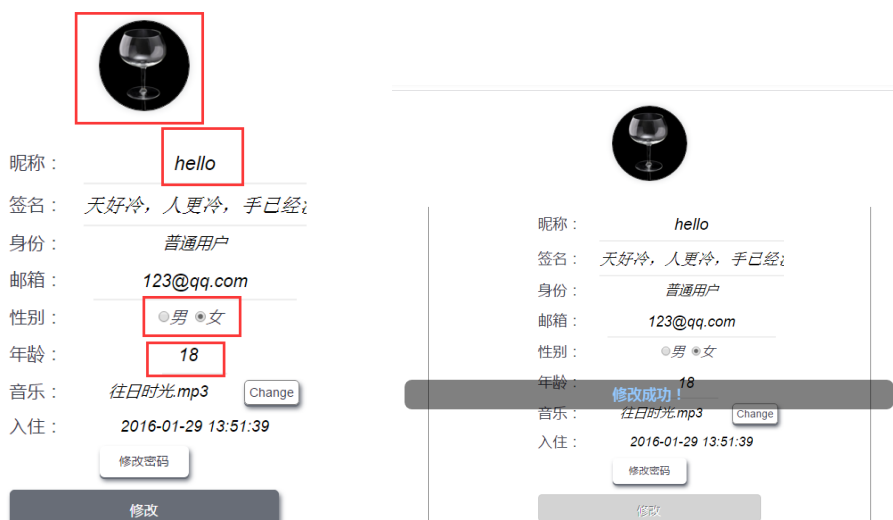 昵称： hello
签名： 天好冷，人更冷，手已经
身份： 普通用户
邮箱： 123@qq.com
性别： 男 女
年龄： 18
音乐： 往日时光.mp3 Change
入住： 2016-01-29 13:51:39
修改密码
修改
昵称： hello
签名： 天好冷，人更冷，手已经
身份： 普通用户
邮箱： 123@qq.com
性别： 男 女
年龄： 18
修改成功！
音乐： 往日时光.mp3 Change
入住： 2016-01-29 13:51:39
修改密码
修改